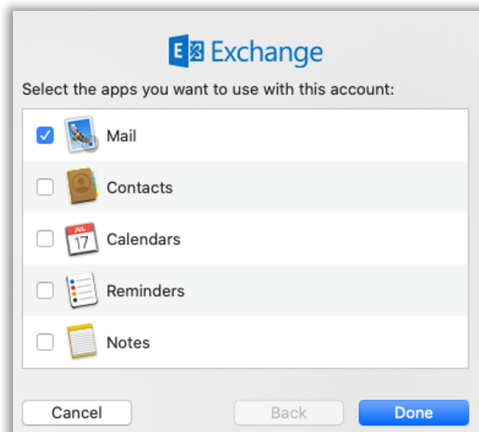 E Exchange
Select the apps you want to use with this account:
Mail
Contacts
JUL
17
Calendars
Reminders
Notes
Cancel
Back
Done